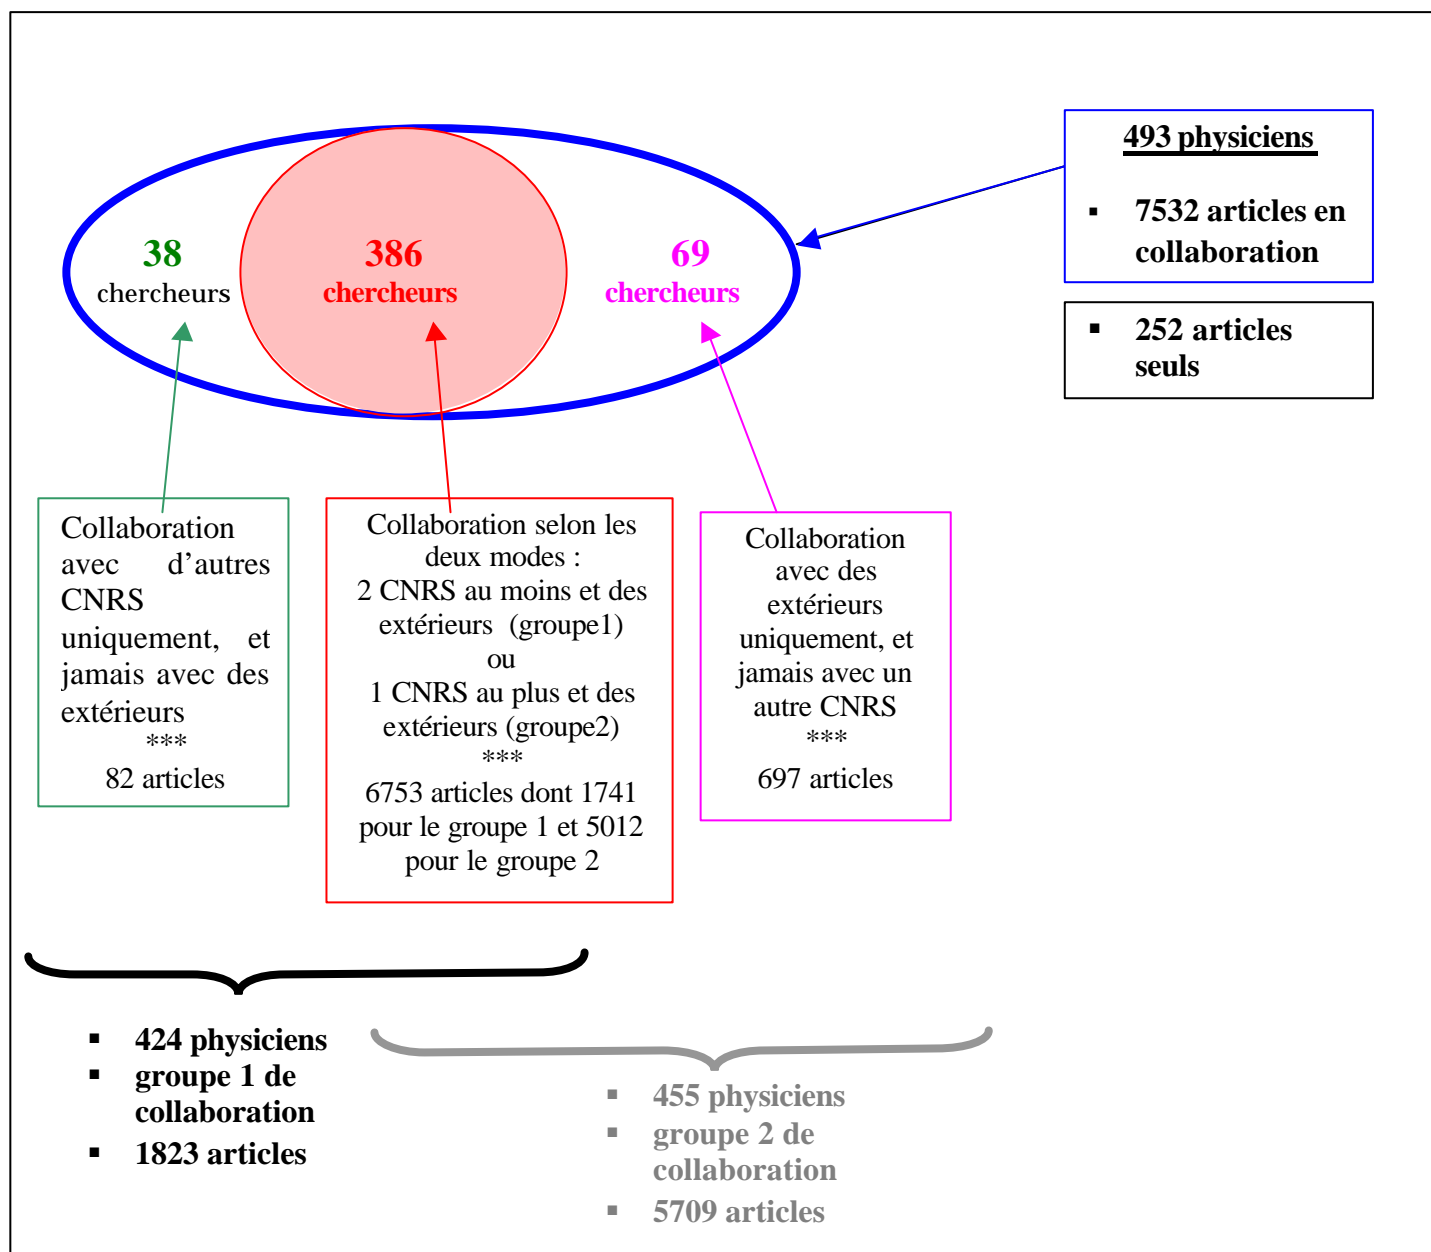 493 physiciens
▪ 7532 articles en
collaboration
▪ 252 articles
seuls
38
chercheurs
386
chercheurs
69
chercheurs
Collaboration
avec d’autres
CNRS
uniquement, et
jamais avec des
extérieurs
***
82 articles
Collaboration selon les
deux modes :
2 CNRS au moins et des
extérieurs (groupe1)
ou
1 CNRS au plus et des
extérieurs (groupe2)
***
6753 articles dont 1741
pour le groupe 1 et 5012
pour le groupe 2
Collaboration
avec des
extérieurs
uniquement, et
jamais avec un
autre CNRS
***
697 articles
▪ 424 physiciens
▪ groupe 1 de
collaboration
▪ 1823 articles
▪ 455 physiciens
▪ groupe 2 de
collaboration
▪ 5709 articles